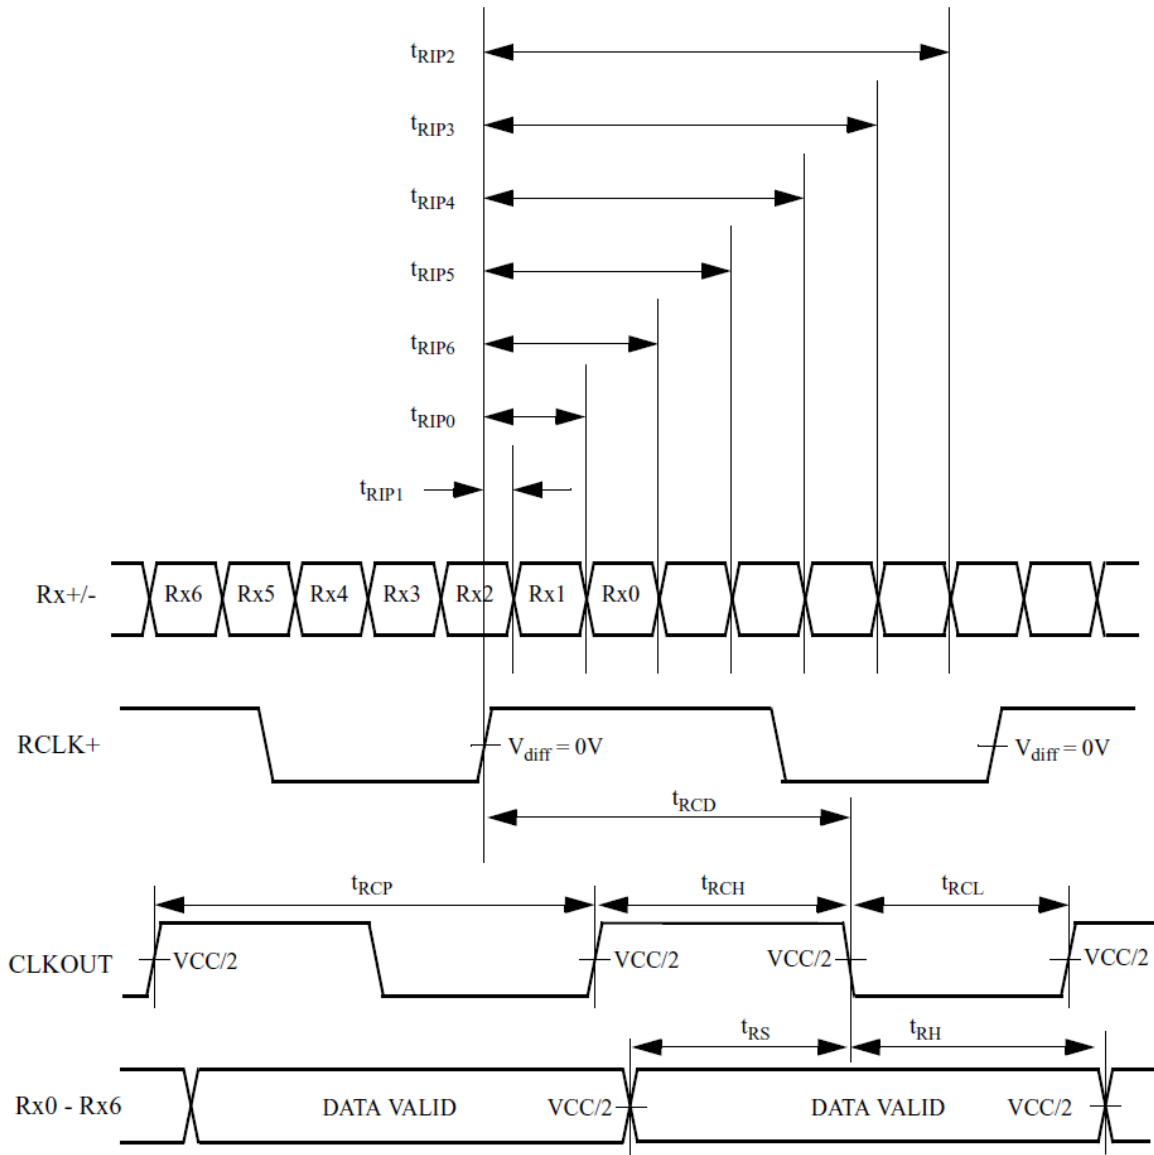 tRIP2
tRIP3
tRIP4
tRIP5
tRIP6
tRIP0
tRIP1
Rx+/- Rx6 Rx5 Rx4 Rx3 Rx2 Rx1 Rx0
RCLK+ Vdiff = 0V Vdiff = 0V
tRCD
tRCP tRCH tRCL
CLKOUT VCC/2 VCC/2 VCC/2 VCC/2
tRS tRH
Rx0 - Rx6 DATA VALID VCC/2 DATA VALID VCC/2